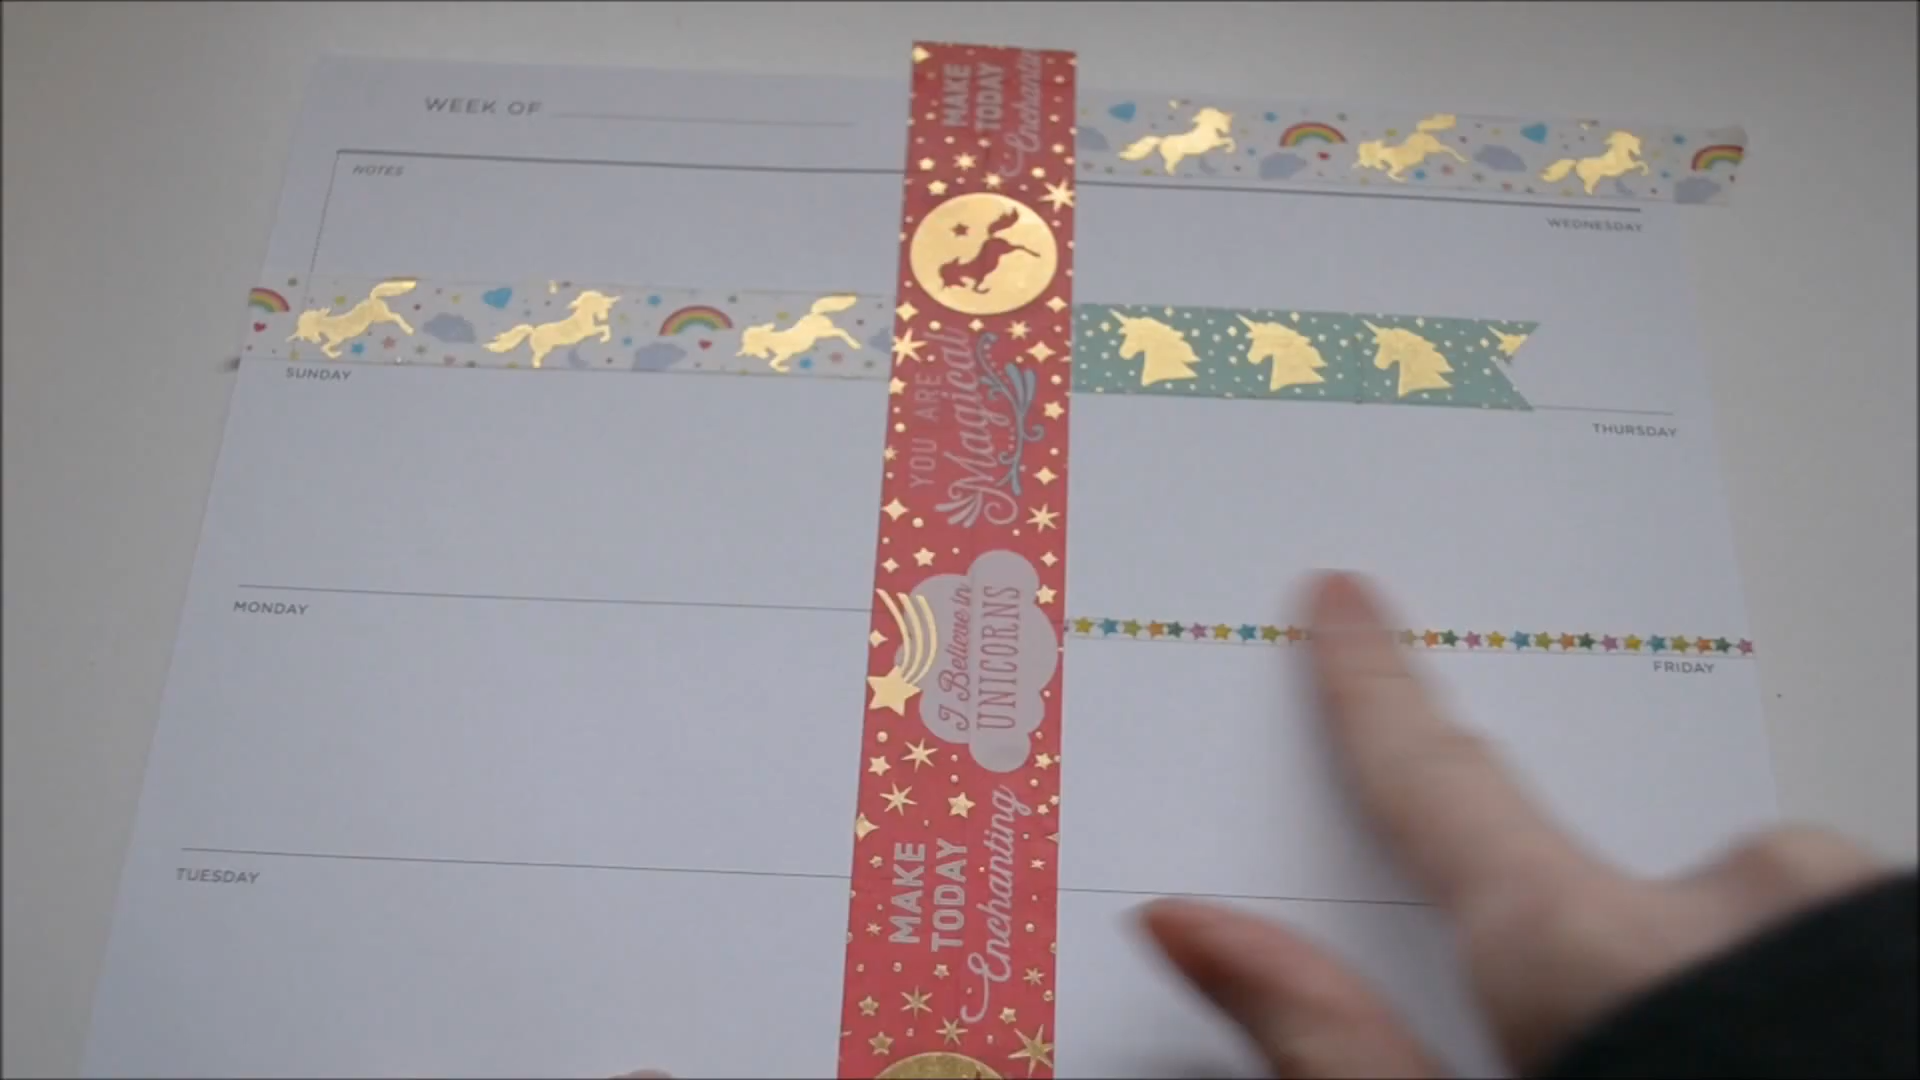 WEEK OF
NOTES
WEDNESDAY
SUNDAY
THURSDAY
MONDAY
FRIDAY
TUESDAY
MAKE
TODAY
YOU ARE
Magical
I Believe in
UNICORNS
MAKE
TODAY
Enchanting